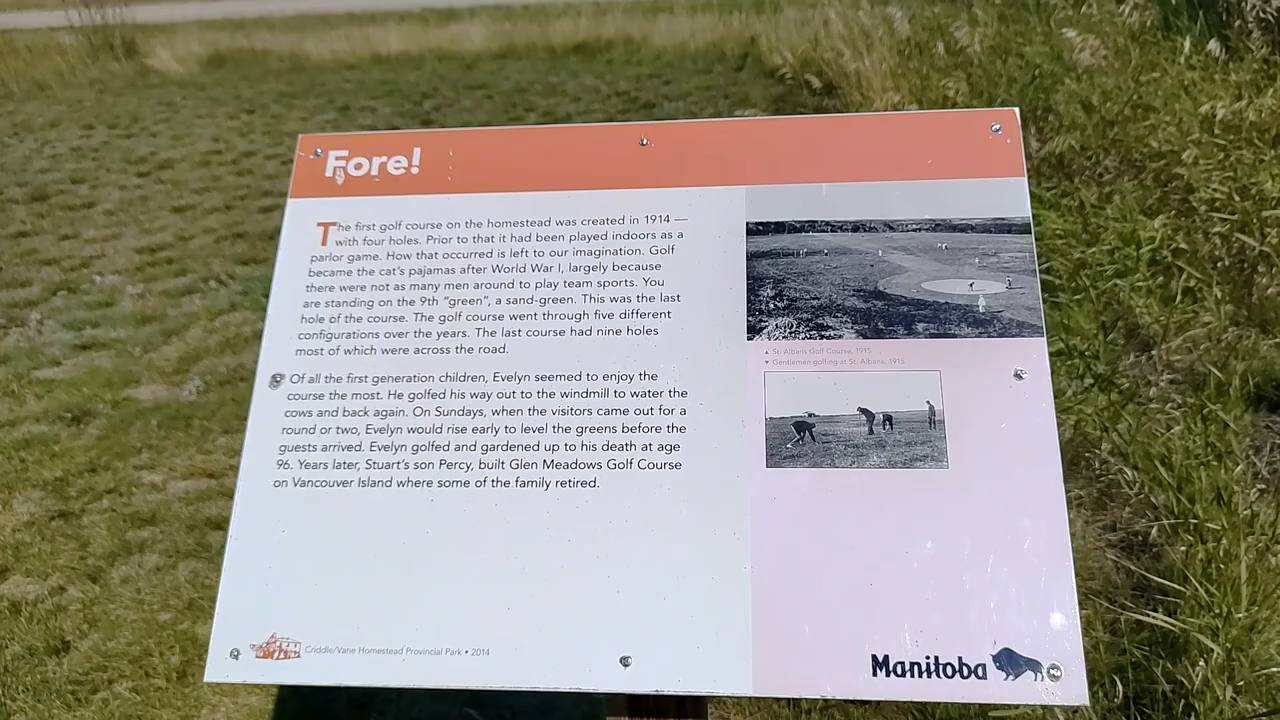 Fore!
The first golf course on the homestead was created in 1914 —
with four holes. Prior to that it had been played indoors as a
parlor game. How that occurred is left to our imagination. Golf
became the cat's pajamas after World War I, largely because
there were not as many men around to play team sports. You
are standing on the 9th "green", a sand-green. This was the last
hole of the course. The golf course went through five different
configurations over the years. The last course had nine holes
most of which were across the road.
Of all the first generation children, Evelyn seemed to enjoy the
course the most. He golfed his way out to the windmill to water the
cows and back again. On Sundays, when the visitors came out for a
round or two, Evelyn would rise early to level the greens before the
guests arrived. Evelyn golfed and gardened up to his death at age
96. Years later, Stuart's son Percy, built Glen Meadows Golf Course
on Vancouver Island where some of the family retired.
▲ St. Albans Golf Course, 1915
▼ Gentlemen golfing at St. Albans, 1915
Criddle/Vane Homestead Provincial Park • 2014
Manitoba